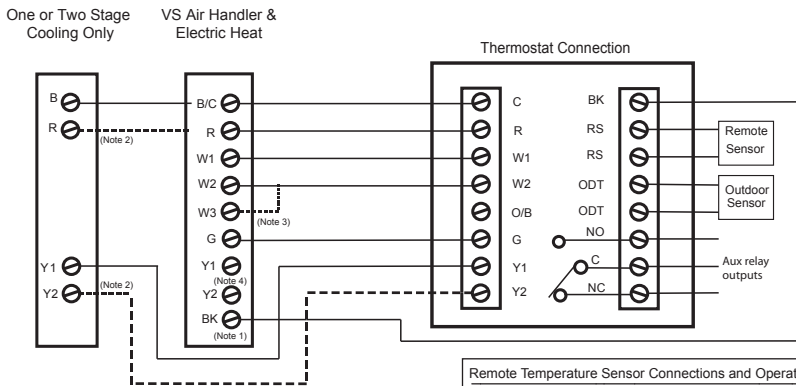 One or Two Stage
Cooling Only
VS Air Handler &
Electric Heat
Thermostat Connection
B
R
(Note 2)
Y1
Y2
(Note 2)
B/C
R
W1
W2
W3
(Note 3)
G
Y1
(Note 4)
Y2
BK
(Note 1)
C
R
W1
W2
O/B
G
Y1
Y2
BK
RS
RS
ODT
ODT
NO
C
NC
Remote
Sensor
Outdoor
Sensor
Aux relay
outputs
Remote Temperature Sensor Connections and Operat